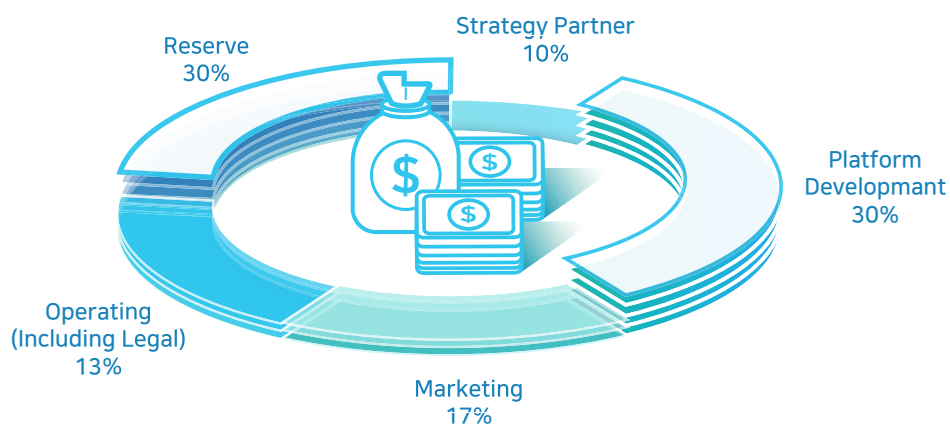 Strategy Partner
10%
Reserve
30%
Platform
Developmant
30%
Operating
(Including Legal)
13%
Marketing
17%
$
$
$